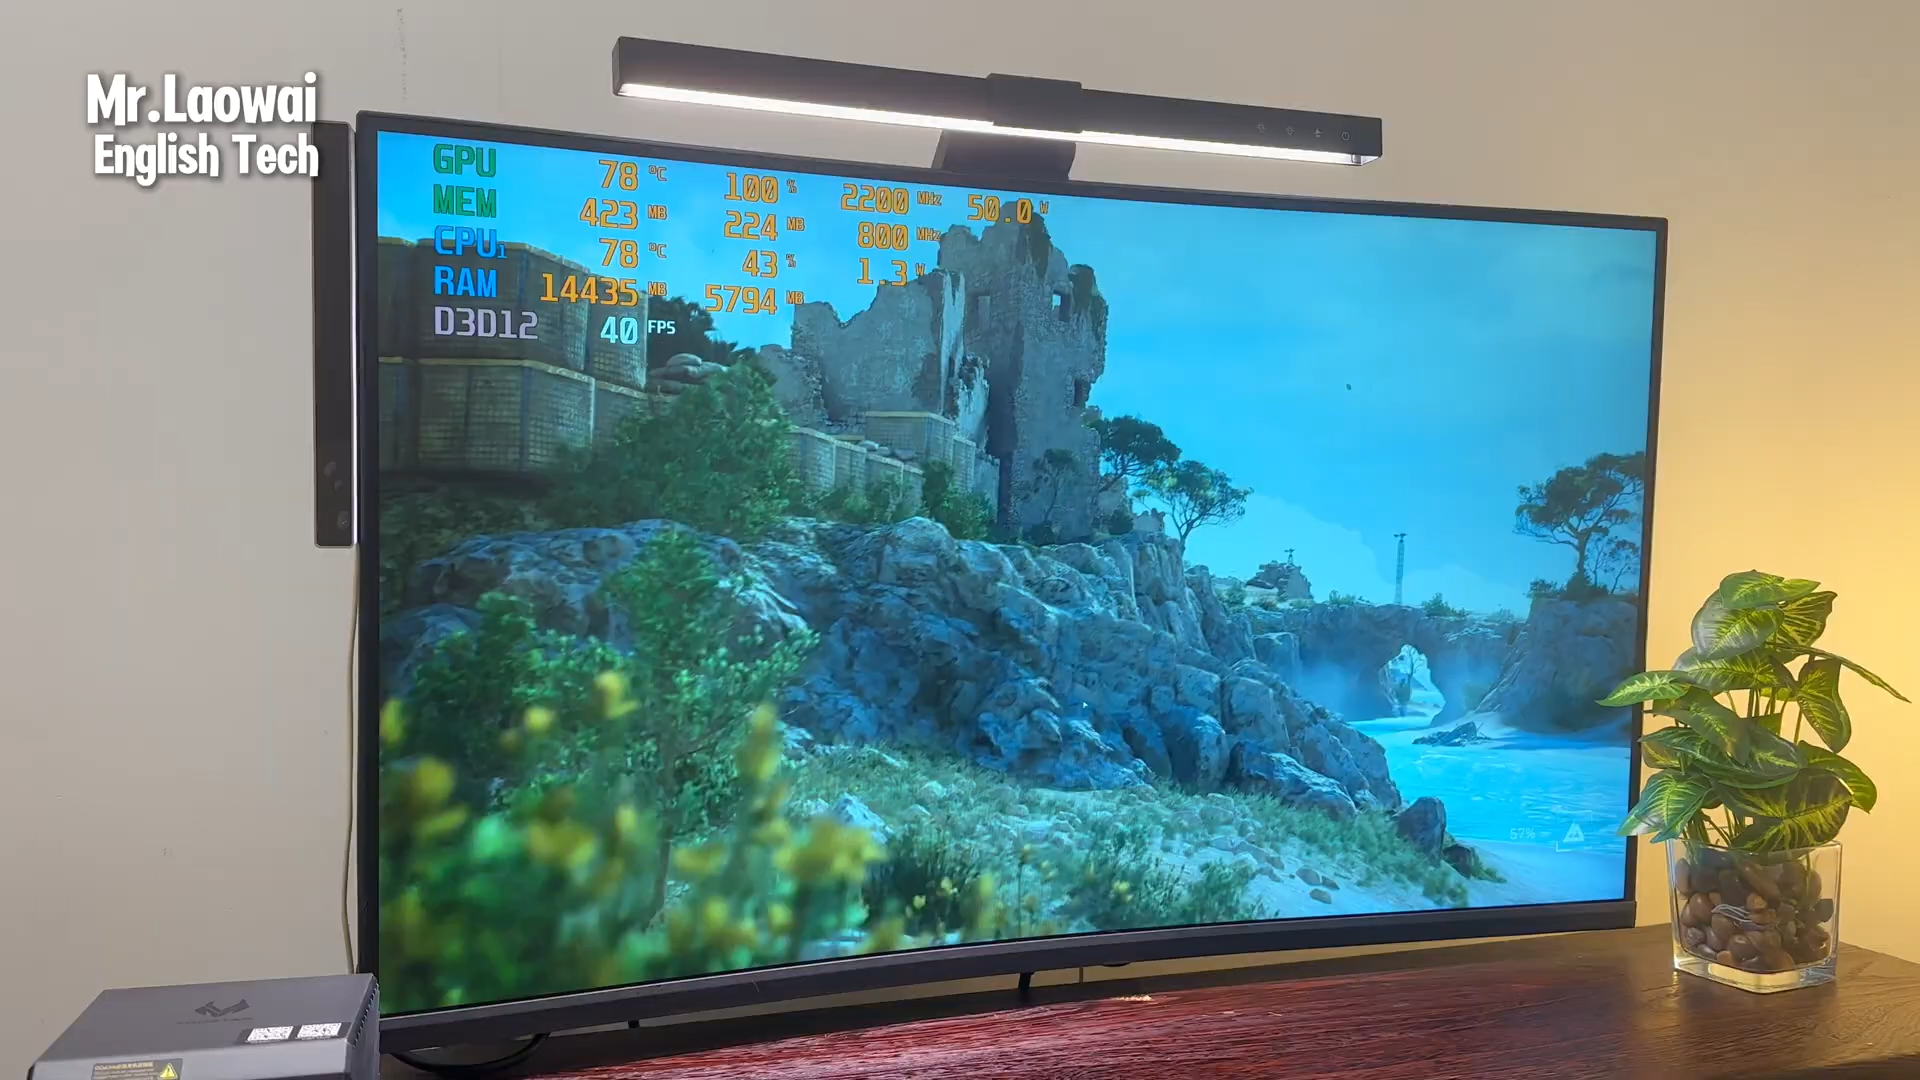 Mr.Laowai
English Tech
GPU 78 °C 100 % 2200 MHz 50.0 W
MEM 423 MB 224 MB 800 MHz
CPU1 78 °C 43 % 1.3 W
RAM 14435 MB 5794 MB
D3D12 40 FPS
57%